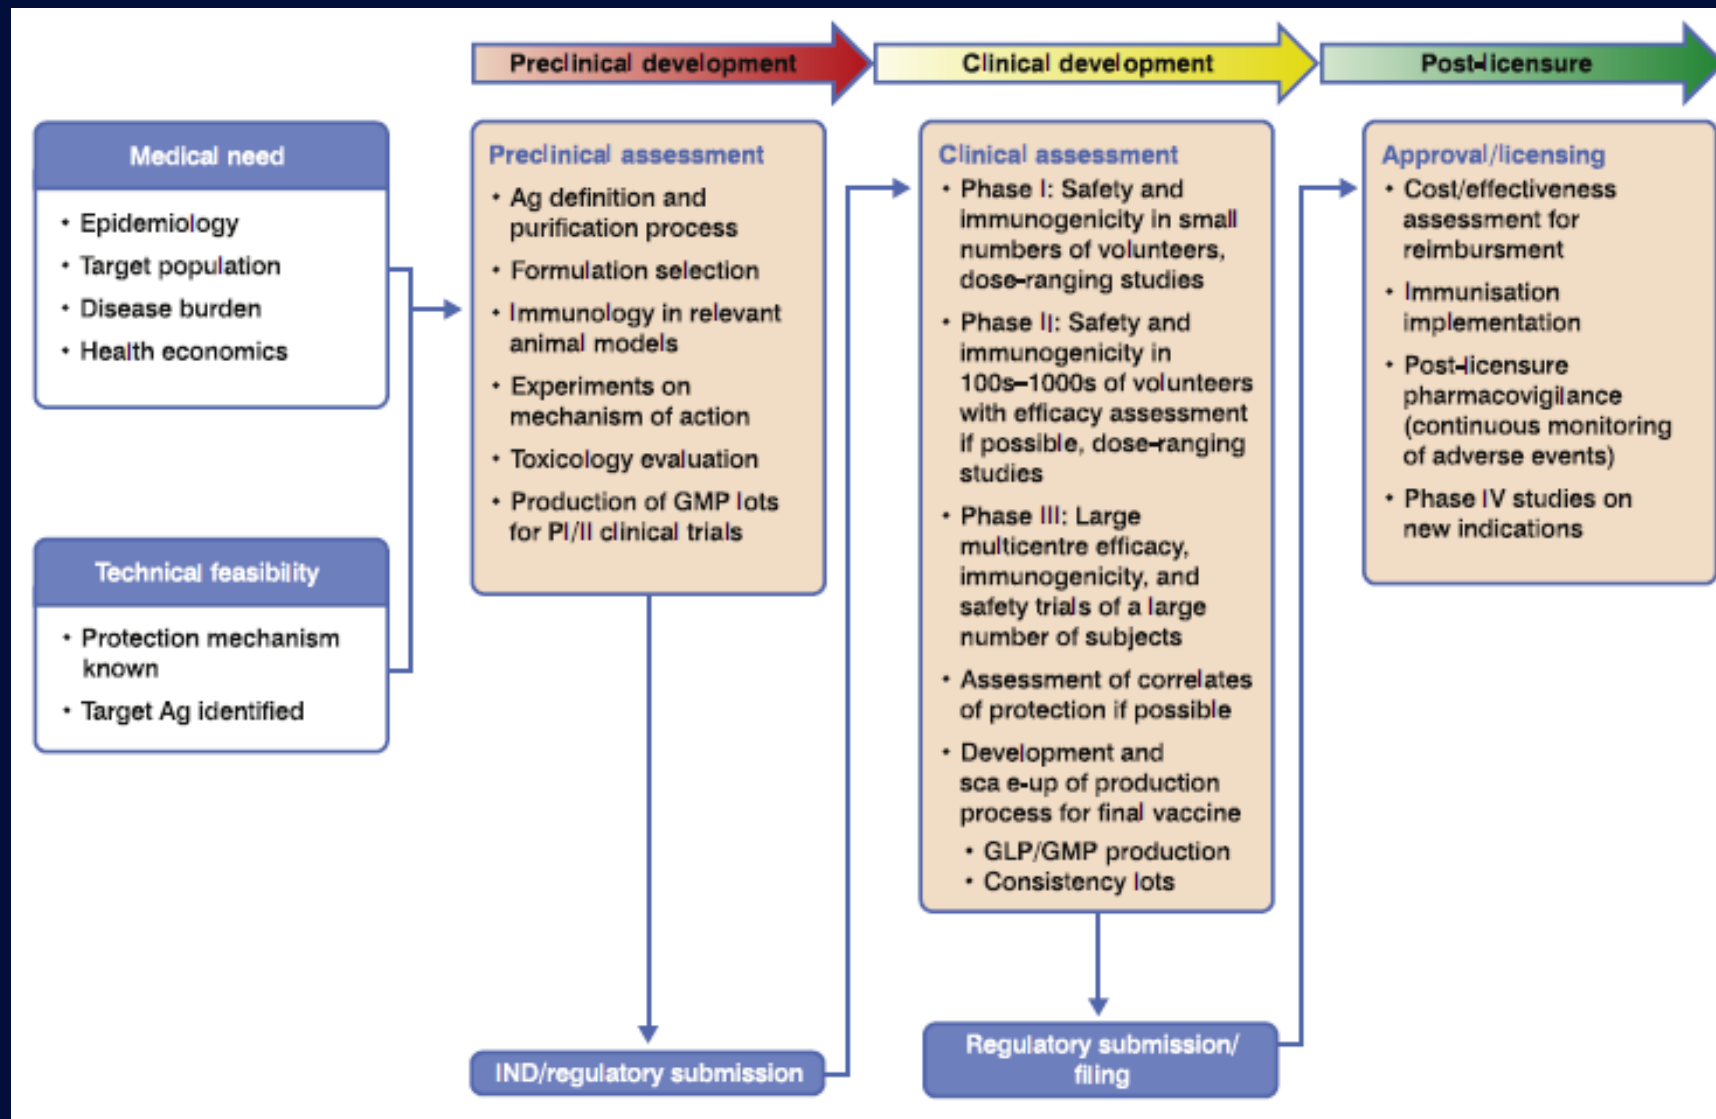 Preclinical development
Clinical development
Post-licensure
Medical need
• Epidemiology
• Target population
• Disease burden
• Health economics
Technical feasibility
• Protection mechanism
known
• Target Ag identified
Preclinical assessment
• Ag definition and
purification process
• Formulation selection
• Immunology in relevant
animal models
• Experiments on
mechanism of action
• Toxicology evaluation
• Production of GMP lots
for PI/II clinical trials
IND/regulatory submission
Clinical assessment
• Phase I: Safety and
immunogenicity in small
numbers of volunteers,
dose-ranging studies
• Phase II: Safety and
immunogenicity in
100s–1000s of volunteers
with efficacy assessment
if possible, dose-ranging
studies
• Phase III: Large
multicentre efficacy,
immunogenicity, and
safety trials of a large
number of subjects
• Assessment of correlates
of protection if possible
• Development and
sca e-up of production
process for final vaccine
• GLP/GMP production
• Consistency lots
Regulatory submission/
filing
Approval/licensing
• Cost/effectiveness
assessment for
reimbursment
• Immunisation
implementation
• Post-licensure
pharmacovigilance
(continuous monitoring
of adverse events)
• Phase IV studies on
new indications